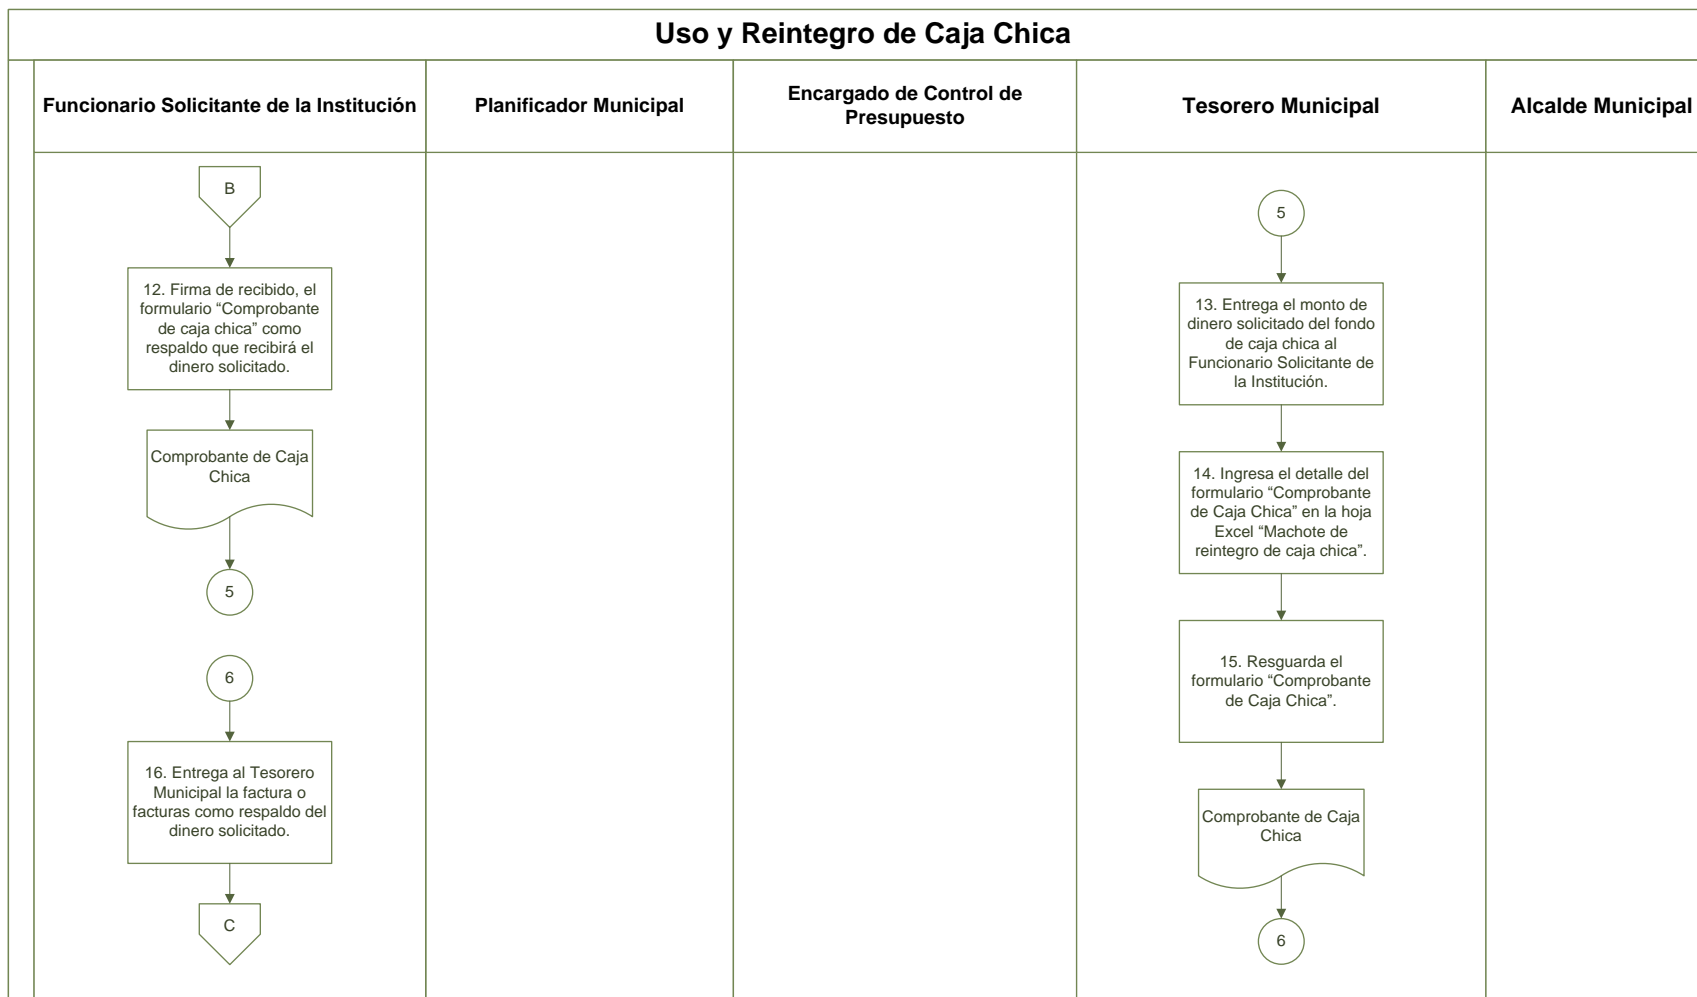 Uso y Reintegro de Caja Chica
Funcionario Solicitante de la Institución
Planificador Municipal
Encargado de Control de
Presupuesto
Tesorero Municipal
Alcalde Municipal
B
12. Firma de recibido, el
formulario “Comprobante
de caja chica” como
respaldo que recibirá el
dinero solicitado.
Comprobante de Caja
Chica
5
6
16. Entrega al Tesorero
Municipal la factura o
facturas como respaldo del
dinero solicitado.
C
5
13. Entrega el monto de
dinero solicitado del fondo
de caja chica al
Funcionario Solicitante de
la Institución.
14. Ingresa el detalle del
formulario “Comprobante
de Caja Chica” en la hoja
Excel “Machote de
reintegro de caja chica”.
15. Resguarda el
formulario “Comprobante
de Caja Chica”.
Comprobante de Caja
Chica
6